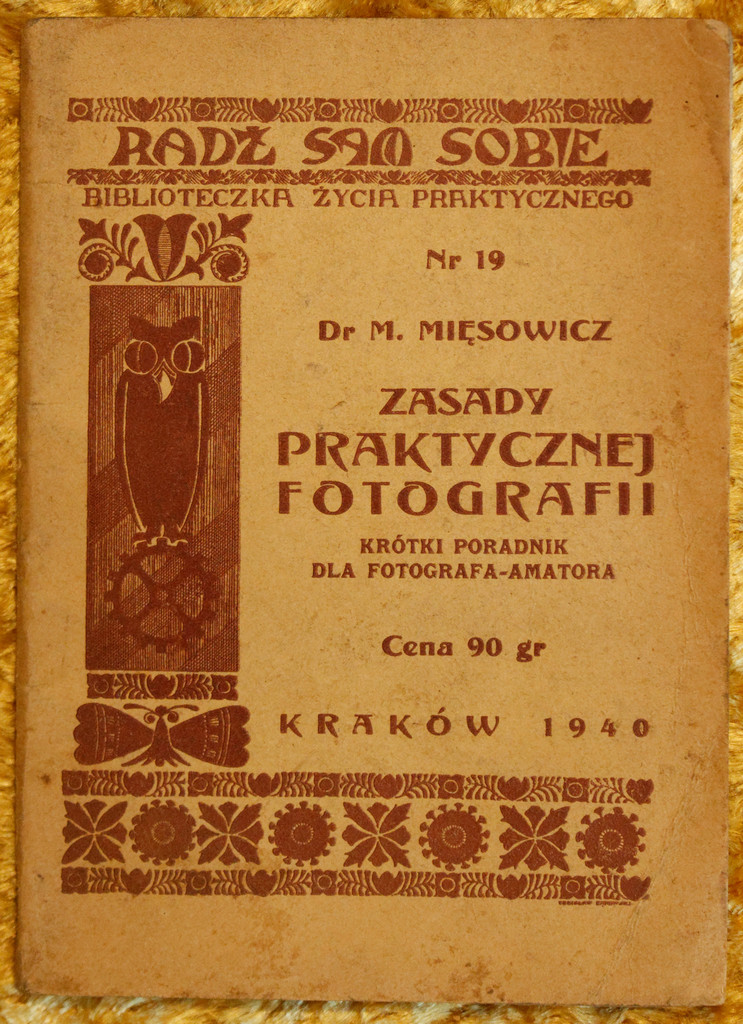 RADŹ SAM SOBIE
BIBLIOTECZKA ŻYCIA PRAKTYCZNEGO
Nr 19
Dr M. MIĘSOWICZ
ZASADY
PRAKTYCZNEJ
FOTOGRAFII
KRÓTKI PORADNIK
DLA FOTOGRAFA-AMATORA
Cena 90 gr
KRAKÓW 1940